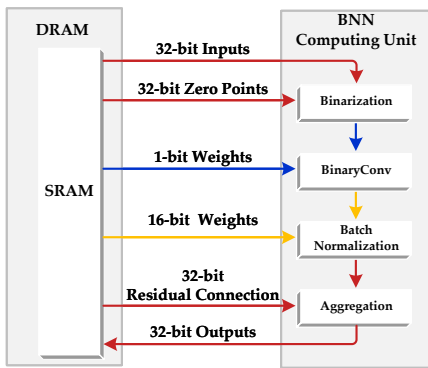 DRAM
BNN
Computing Unit
32-bit Inputs
32-bit Zero Points
Binarization
1-bit Weights
BinaryConv
SRAM
16-bit Weights
Batch
Normalization
32-bit
Residual Connection
Aggregation
32-bit Outputs